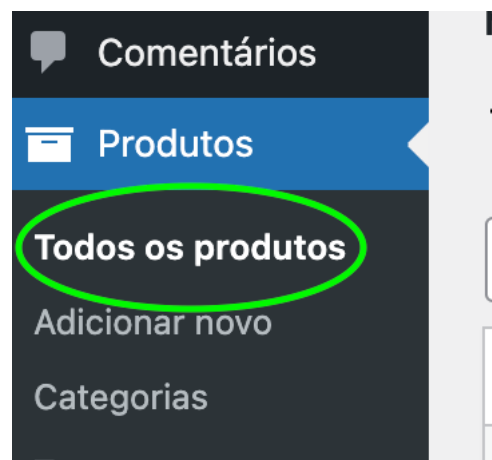 Comentários
Produtos
Todos os produtos
Adicionar novo
Categorias